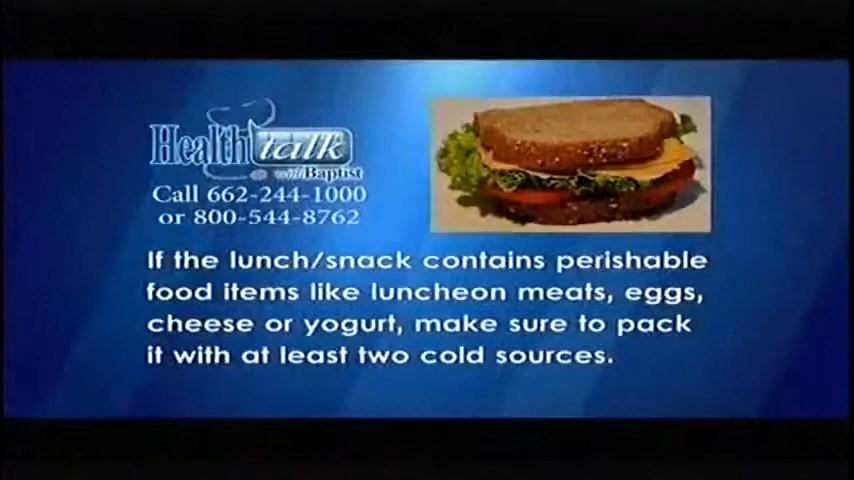 Health talk
with Baptist
Call 662-244-1000
or 800-544-8762
If the lunch/snack contains perishable
food items like luncheon meats, eggs,
cheese or yogurt, make sure to pack
it with at least two cold sources.